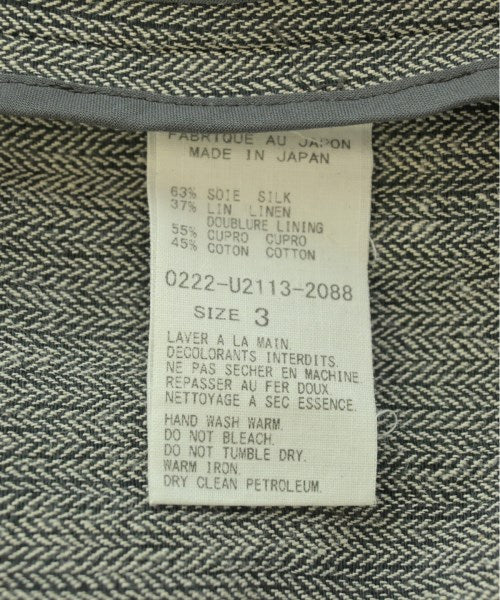 FABRIQUE AU JAPON
MADE IN JAPAN
63% SOIE SILK
37% LIN LINEN
DOUBLURE LINING
55% CUPRO CUPRO
45% COTON COTTON
0222-U2113-2088
SIZE 3
LAVER A LA MAIN.
DECOLORANTS INTERDITS.
NE PAS SECHER EN MACHINE.
REPASSER AU FER DOUX.
NETTOYAGE A SEC ESSENCE.
HAND WASH WARM.
DO NOT BLEACH.
DO NOT TUMBLE DRY.
WARM IRON.
DRY CLEAN PETROLEUM.